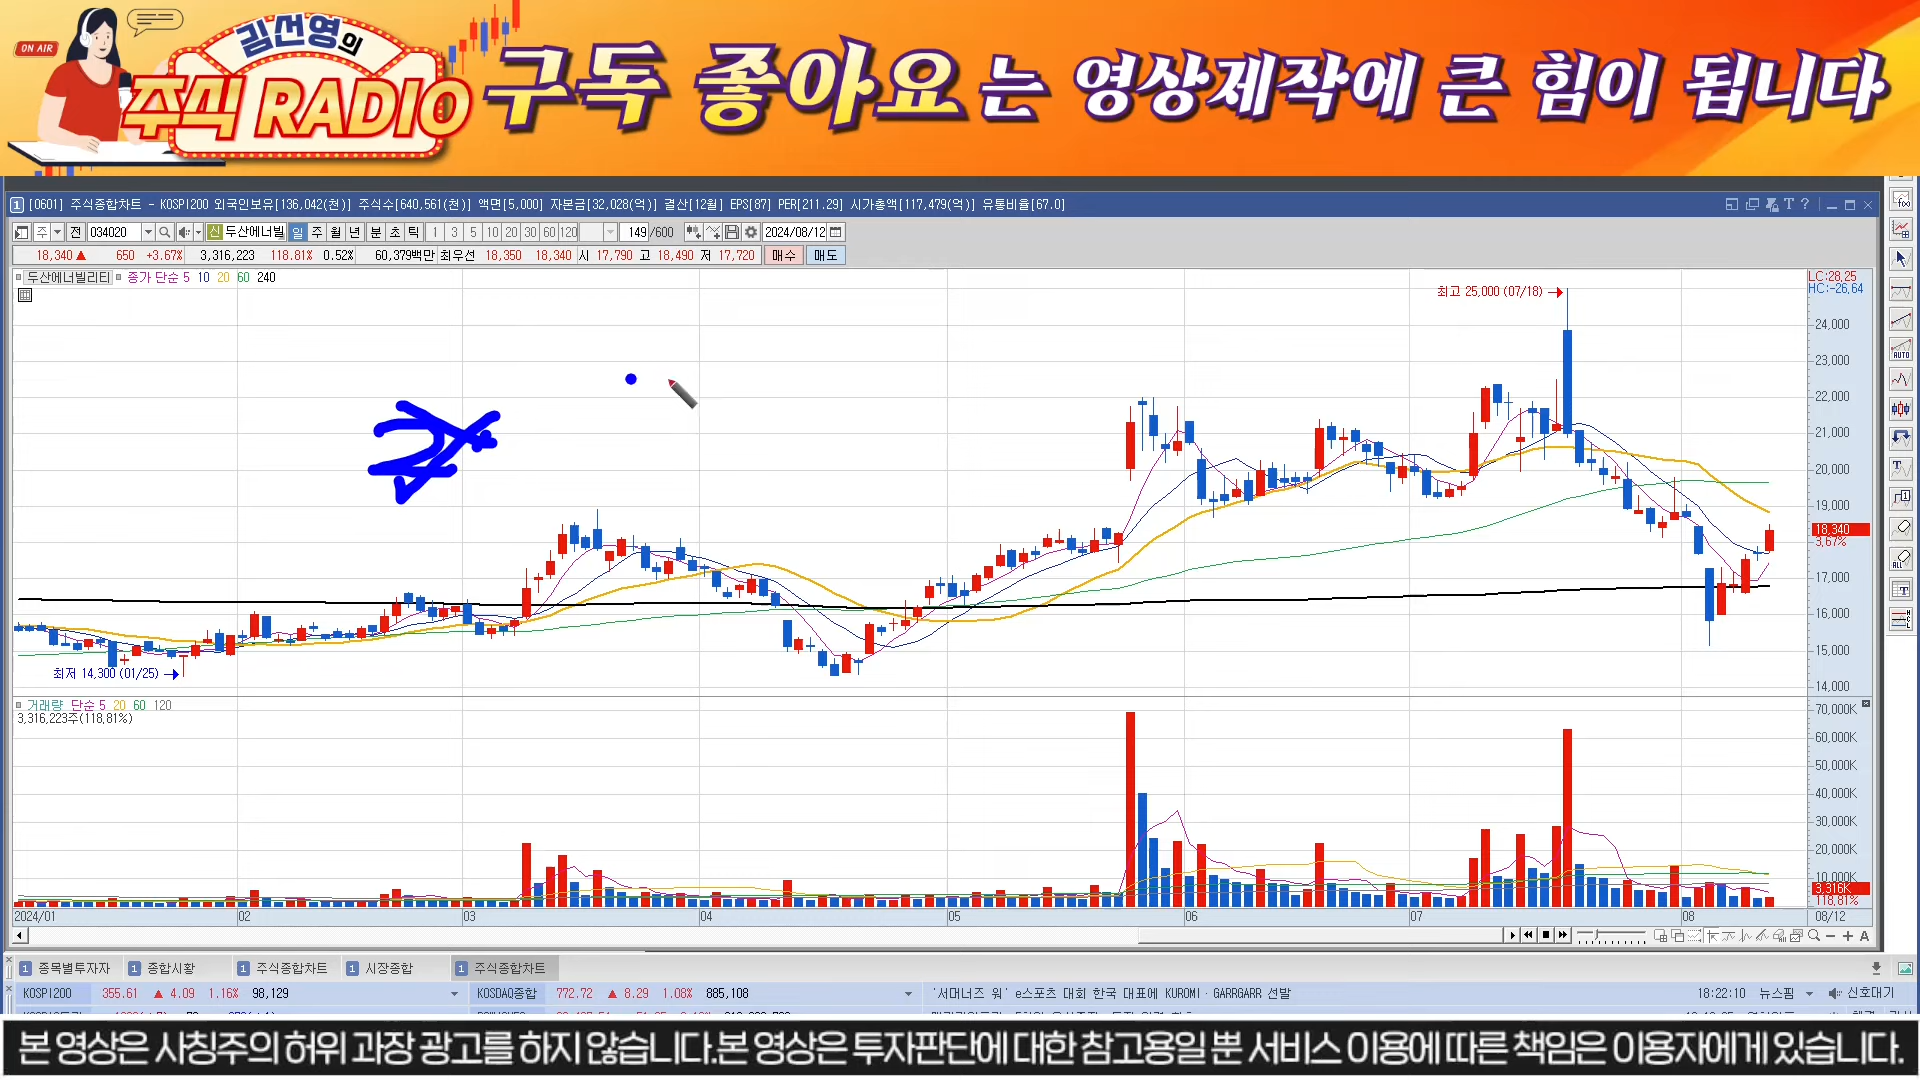 ON AIR
김선영의
주식 RADIO
구독 좋아요는 영상제작에 큰 힘이 됩니다
1 [0601] 주식종합차트 - KOSPI200 외국인보유[136,042(천)] 주식수[640,561(천)] 액면[5,000] 자본금[32,028(억)] 결산[12월] EPS[87] PER[211.29] 시가총액[117,479(억)] 유통비율[67.0]
주 전 034020 신 두산에너빌 일 주 월 년 분 초 틱 1 3 5 10 20 30 60 120 149 /600 2024/08/12
18,340 ▲ 650 +3.67% 3,316,223 118.81% 0.52% 60,379백만 최우선 18,350 18,340 시 17,790 고 18,490 저 17,720 매수 매도
두산에너빌리티 종가 단순 5 10 20 60 240
LC:28,25
HC:-26,64
최고 25,000 (07/18)
24,000
23,000
22,000
21,000
20,000
19,000
18,340
3,67%
17,000
16,000
15,000
최저 14,300 (01/25)
14,000
거래량 단순 5 20 60 120
3,316,223주(118,81%)
70,000K
60,000K
50,000K
40,000K
30,000K
20,000K
10,000K
3,316K
118,81%
2024/01 02 03 04 05 06 07 08 08/12
1 종목별투자자 1 종합시황 1 주식종합차트 1 시장종합 1 주식종합차트
KOSPI200 355.61 ▲ 4.09 1.16% 98,129 KOSDAQ종합 772.72 ▲ 8.29 1.08% 885,108 '서머너즈 워' e스포츠 대회 한국 대표에 KUROMI·GARRGARR 선발 18:22:10 뉴스핌 신호대기
본 영상은 사칭주의 허위 과장 광고를 하지 않습니다.본 영상은 투자판단에 대한 참고용일 뿐 서비스 이용에 따른 책임은 이용자에게 있습니다.